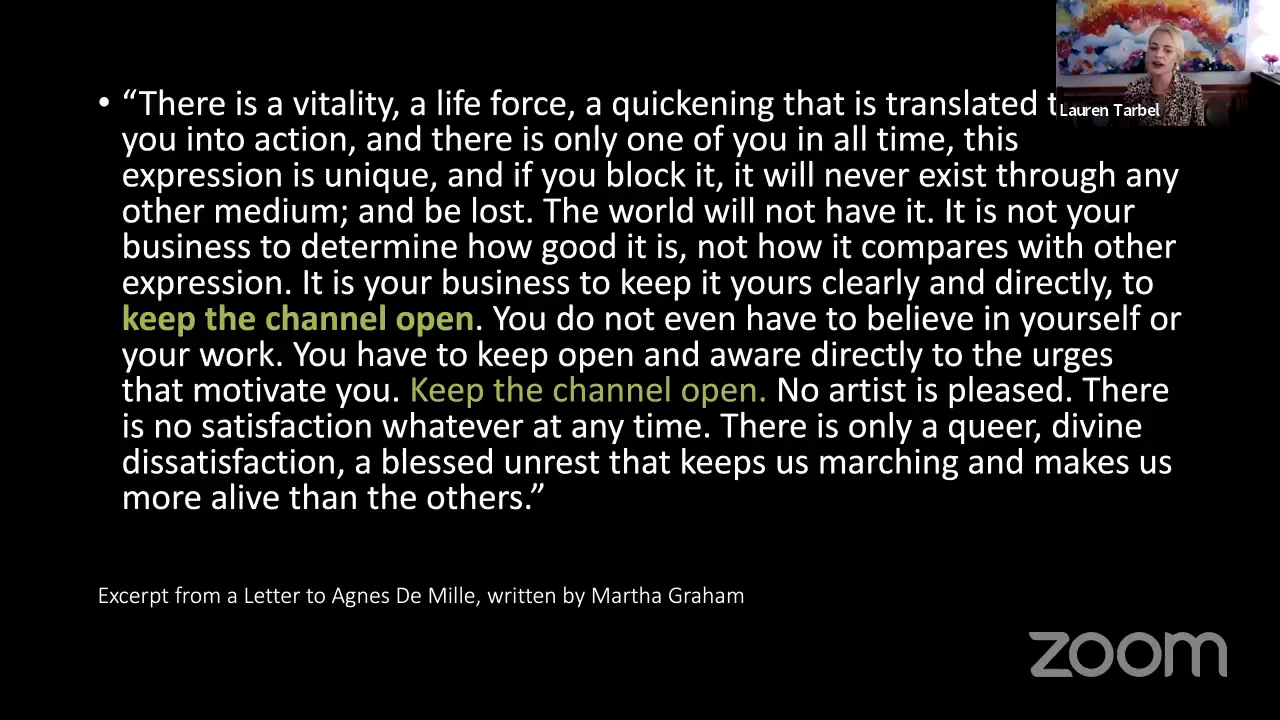 • “There is a vitality, a life force, a quickening that is translated
you into action, and there is only one of you in all time, this
expression is unique, and if you block it, it will never exist through any
other medium; and be lost. The world will not have it. It is not your
business to determine how good it is, not how it compares with other
expression. It is your business to keep it yours clearly and directly, to
keep the channel open. You do not even have to believe in yourself or
your work. You have to keep open and aware directly to the urges
that motivate you. Keep the channel open. No artist is pleased. There
is no satisfaction whatever at any time. There is only a queer, divine
dissatisfaction, a blessed unrest that keeps us marching and makes us
more alive than the others.”
Lauren Tarbel
Excerpt from a Letter to Agnes De Mille, written by Martha Graham
zoom